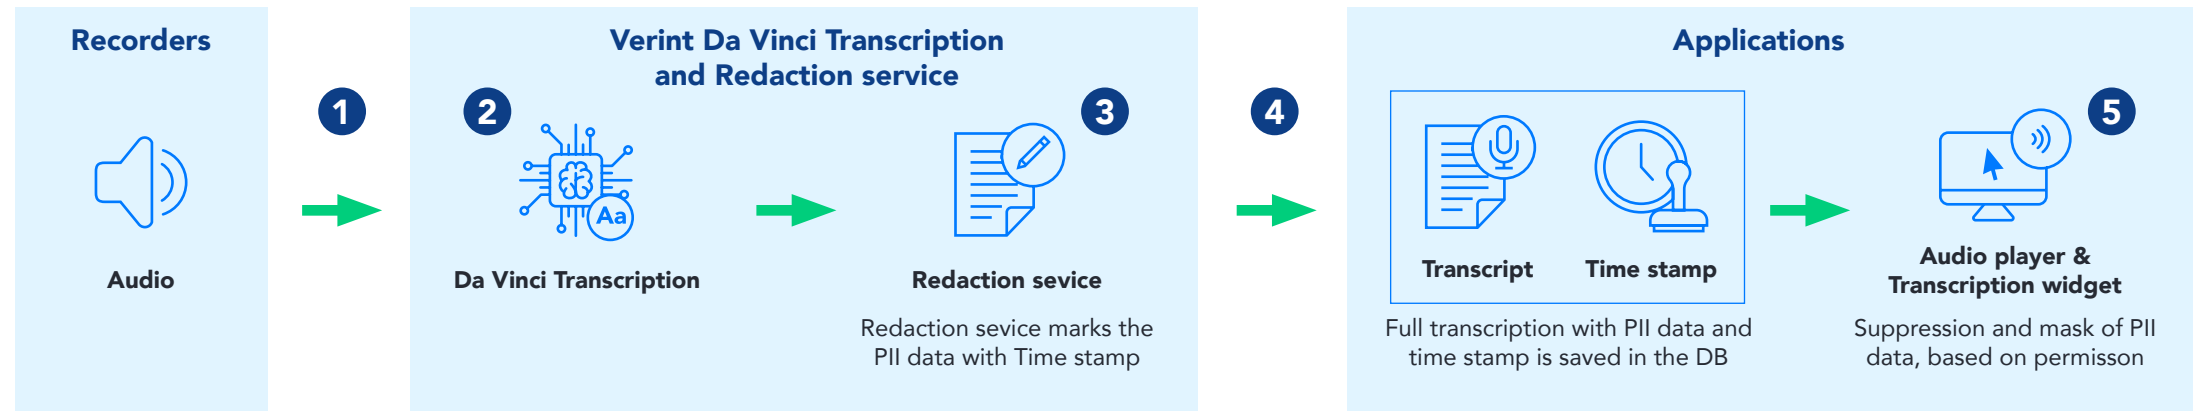 Recorders
1
Audio
Verint Da Vinci Transcription
and Redaction service
2
Aa
Da Vinci Transcription
3
Redaction sevice
Redaction sevice marks the
PII data with Time stamp
4
Applications
Transcript
Time stamp
Full transcription with PII data and
time stamp is saved in the DB
5
Audio player &
Transcription widget
Suppression and mask of PII
data, based on permisson